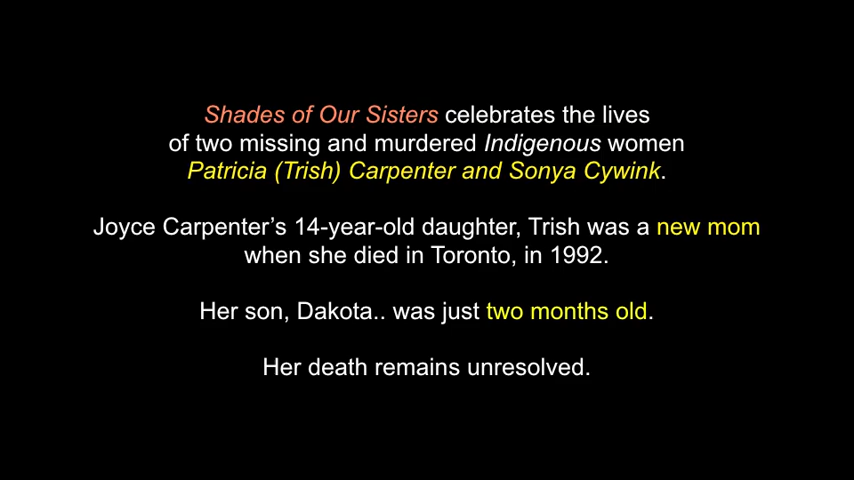 Shades of Our Sisters celebrates the lives
of two missing and murdered Indigenous women
Patricia (Trish) Carpenter and Sonya Cywink.
Joyce Carpenter’s 14-year-old daughter, Trish was a new mom
when she died in Toronto, in 1992.
Her son, Dakota.. was just two months old.
Her death remains unresolved.